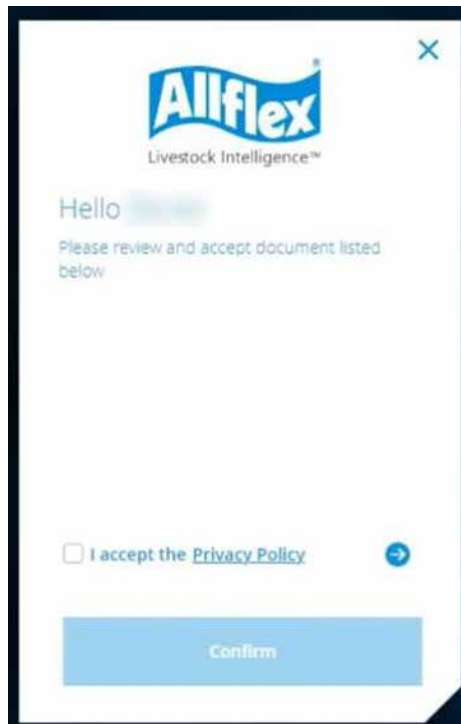 Allflex®
Livestock Intelligence™
Hello
Please review and accept document listed
below
I accept the Privacy Policy
Confirm